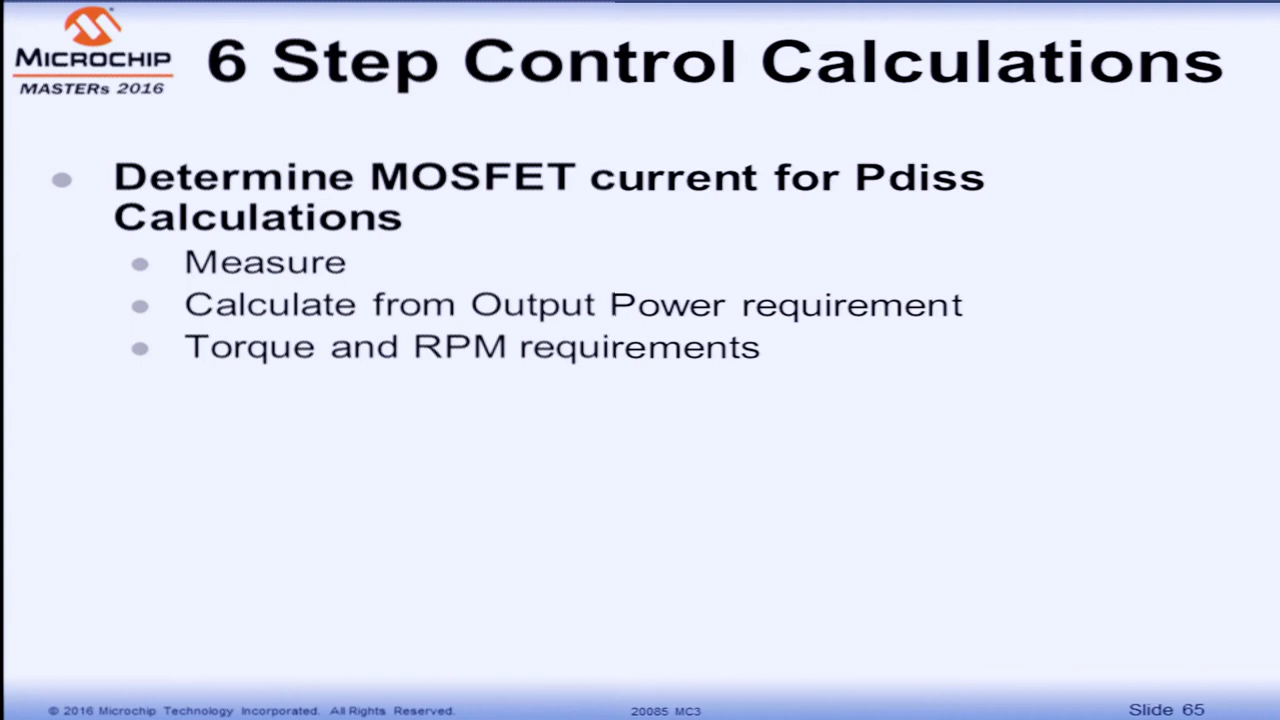 MICROCHIP
MASTERs 2016
6 Step Control Calculations
Determine MOSFET current for Pdiss
Calculations
Measure
Calculate from Output Power requirement
Torque and RPM requirements
© 2016 Microchip Technology Incorporated. All Rights Reserved.
20085 MC3
Slide 65